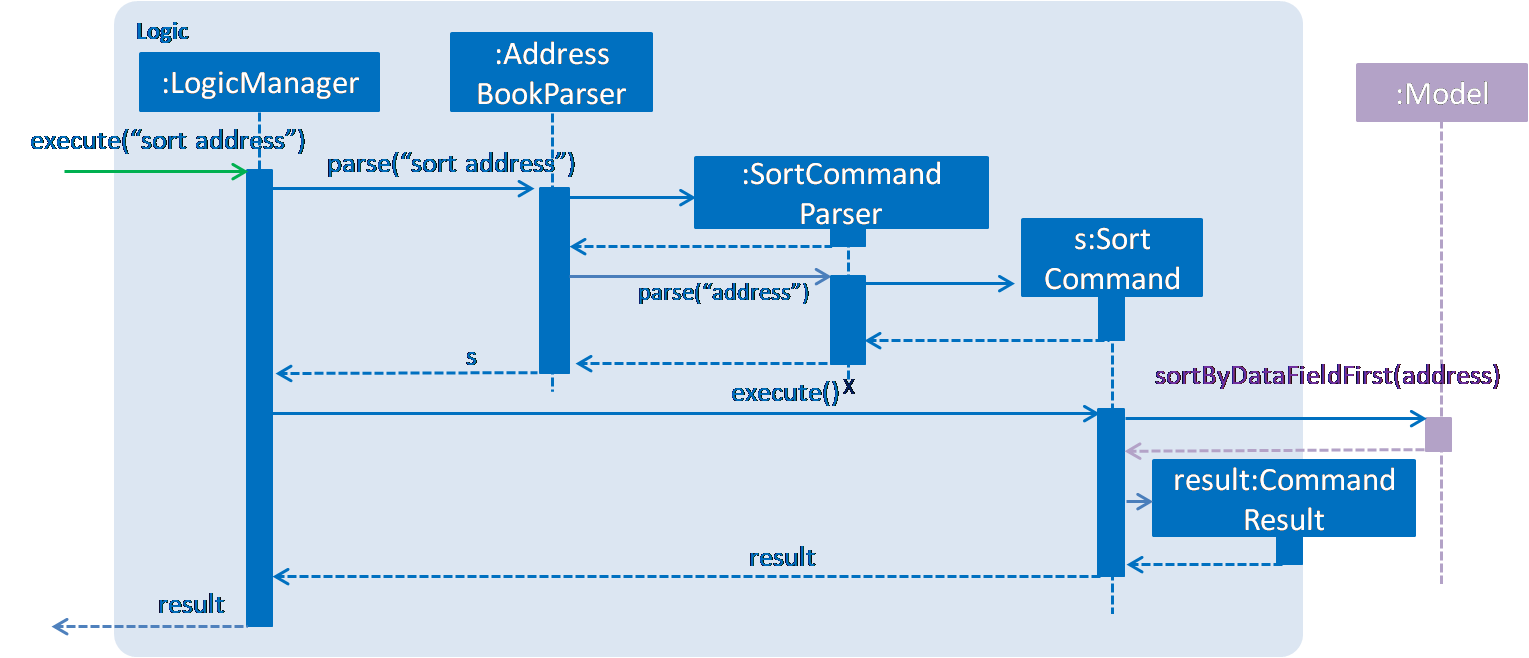 Logic
:LogicManager
:Address
BookParser
:Model
execute(“sort address”)
parse(“sort address”)
:SortCommand
Parser
s:Sort
Command
parse(“address”)
s
execute()
X
sortByDataFieldFirst(address)
result:Command
Result
result
result